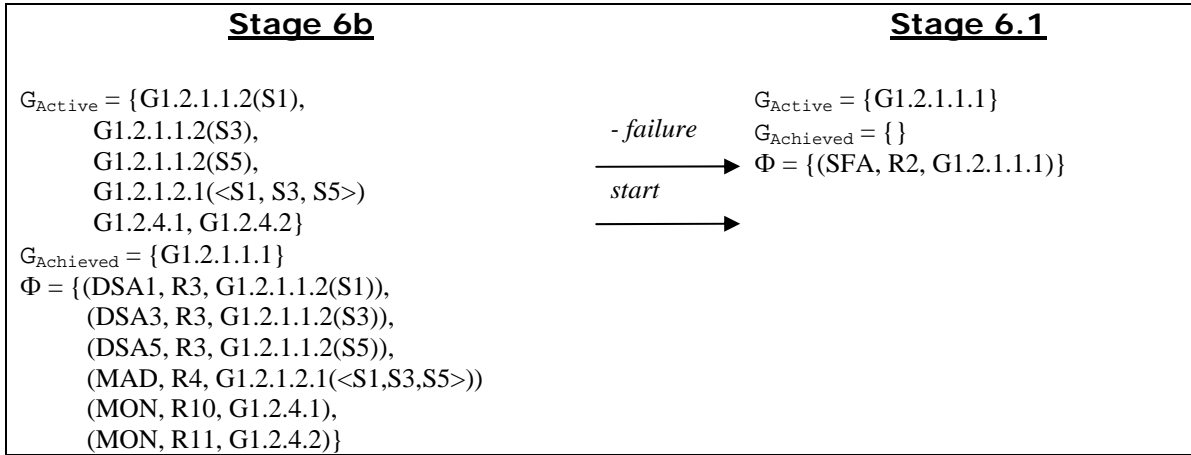 Stage 6b
G_Active = {G1.2.1.1.2(S1),
G1.2.1.1.2(S3),
G1.2.1.1.2(S5),
G1.2.1.2.1(<S1, S3, S5>)
G1.2.4.1, G1.2.4.2}
G_Achieved = {G1.2.1.1.1}
Φ = {(DSA1, R3, G1.2.1.1.2(S1)),
(DSA3, R3, G1.2.1.1.2(S3)),
(DSA5, R3, G1.2.1.1.2(S5)),
(MAD, R4, G1.2.1.2.1(<S1,S3,S5>))
(MON, R10, G1.2.4.1),
(MON, R11, G1.2.4.2)}
- failure
start
Stage 6.1
G_Active = {G1.2.1.1.1}
G_Achieved = {}
Φ = {(SFA, R2, G1.2.1.1.1)}